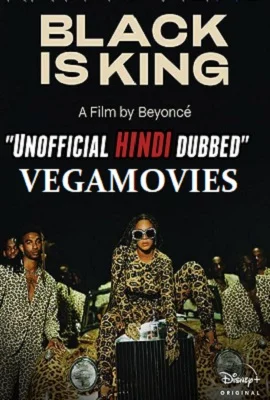 BLACK
IS KING
A Film by Beyoncé
"UNOFFICIAL HINDI DUBBED"
VEGAMOVIES
Disney+
ORIGINAL